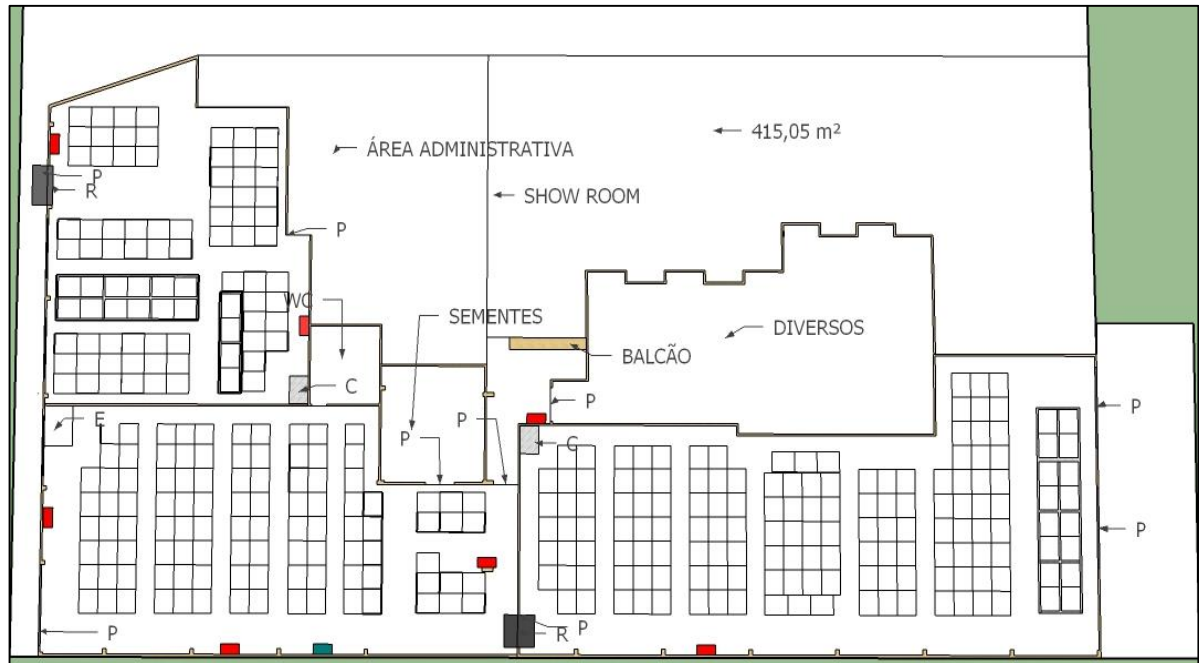 415,05 m²
ÁREA ADMINISTRATIVA
P
R
SHOW ROOM
P
WC
SEMENTES
DIVERSOS
BALCÃO
C
P
P
E
P
P
C
P
P
P
R